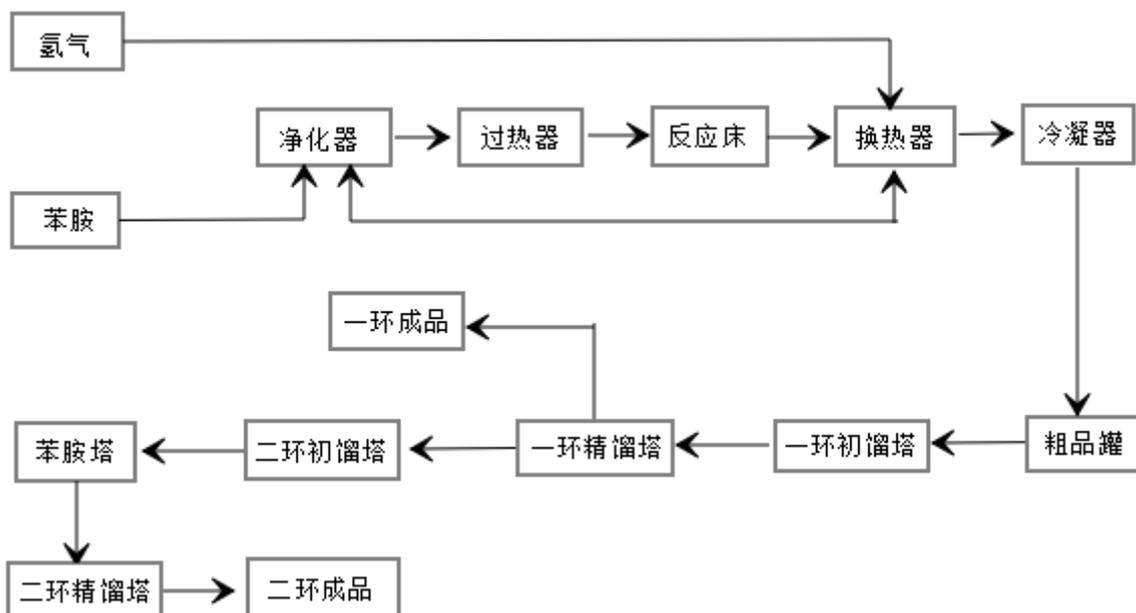 氢气
净化器
过热器
反应床
换热器
冷凝器
苯胺
一环成品
苯胺塔
二环初馏塔
一环精馏塔
一环初馏塔
粗品罐
二环精馏塔
二环成品